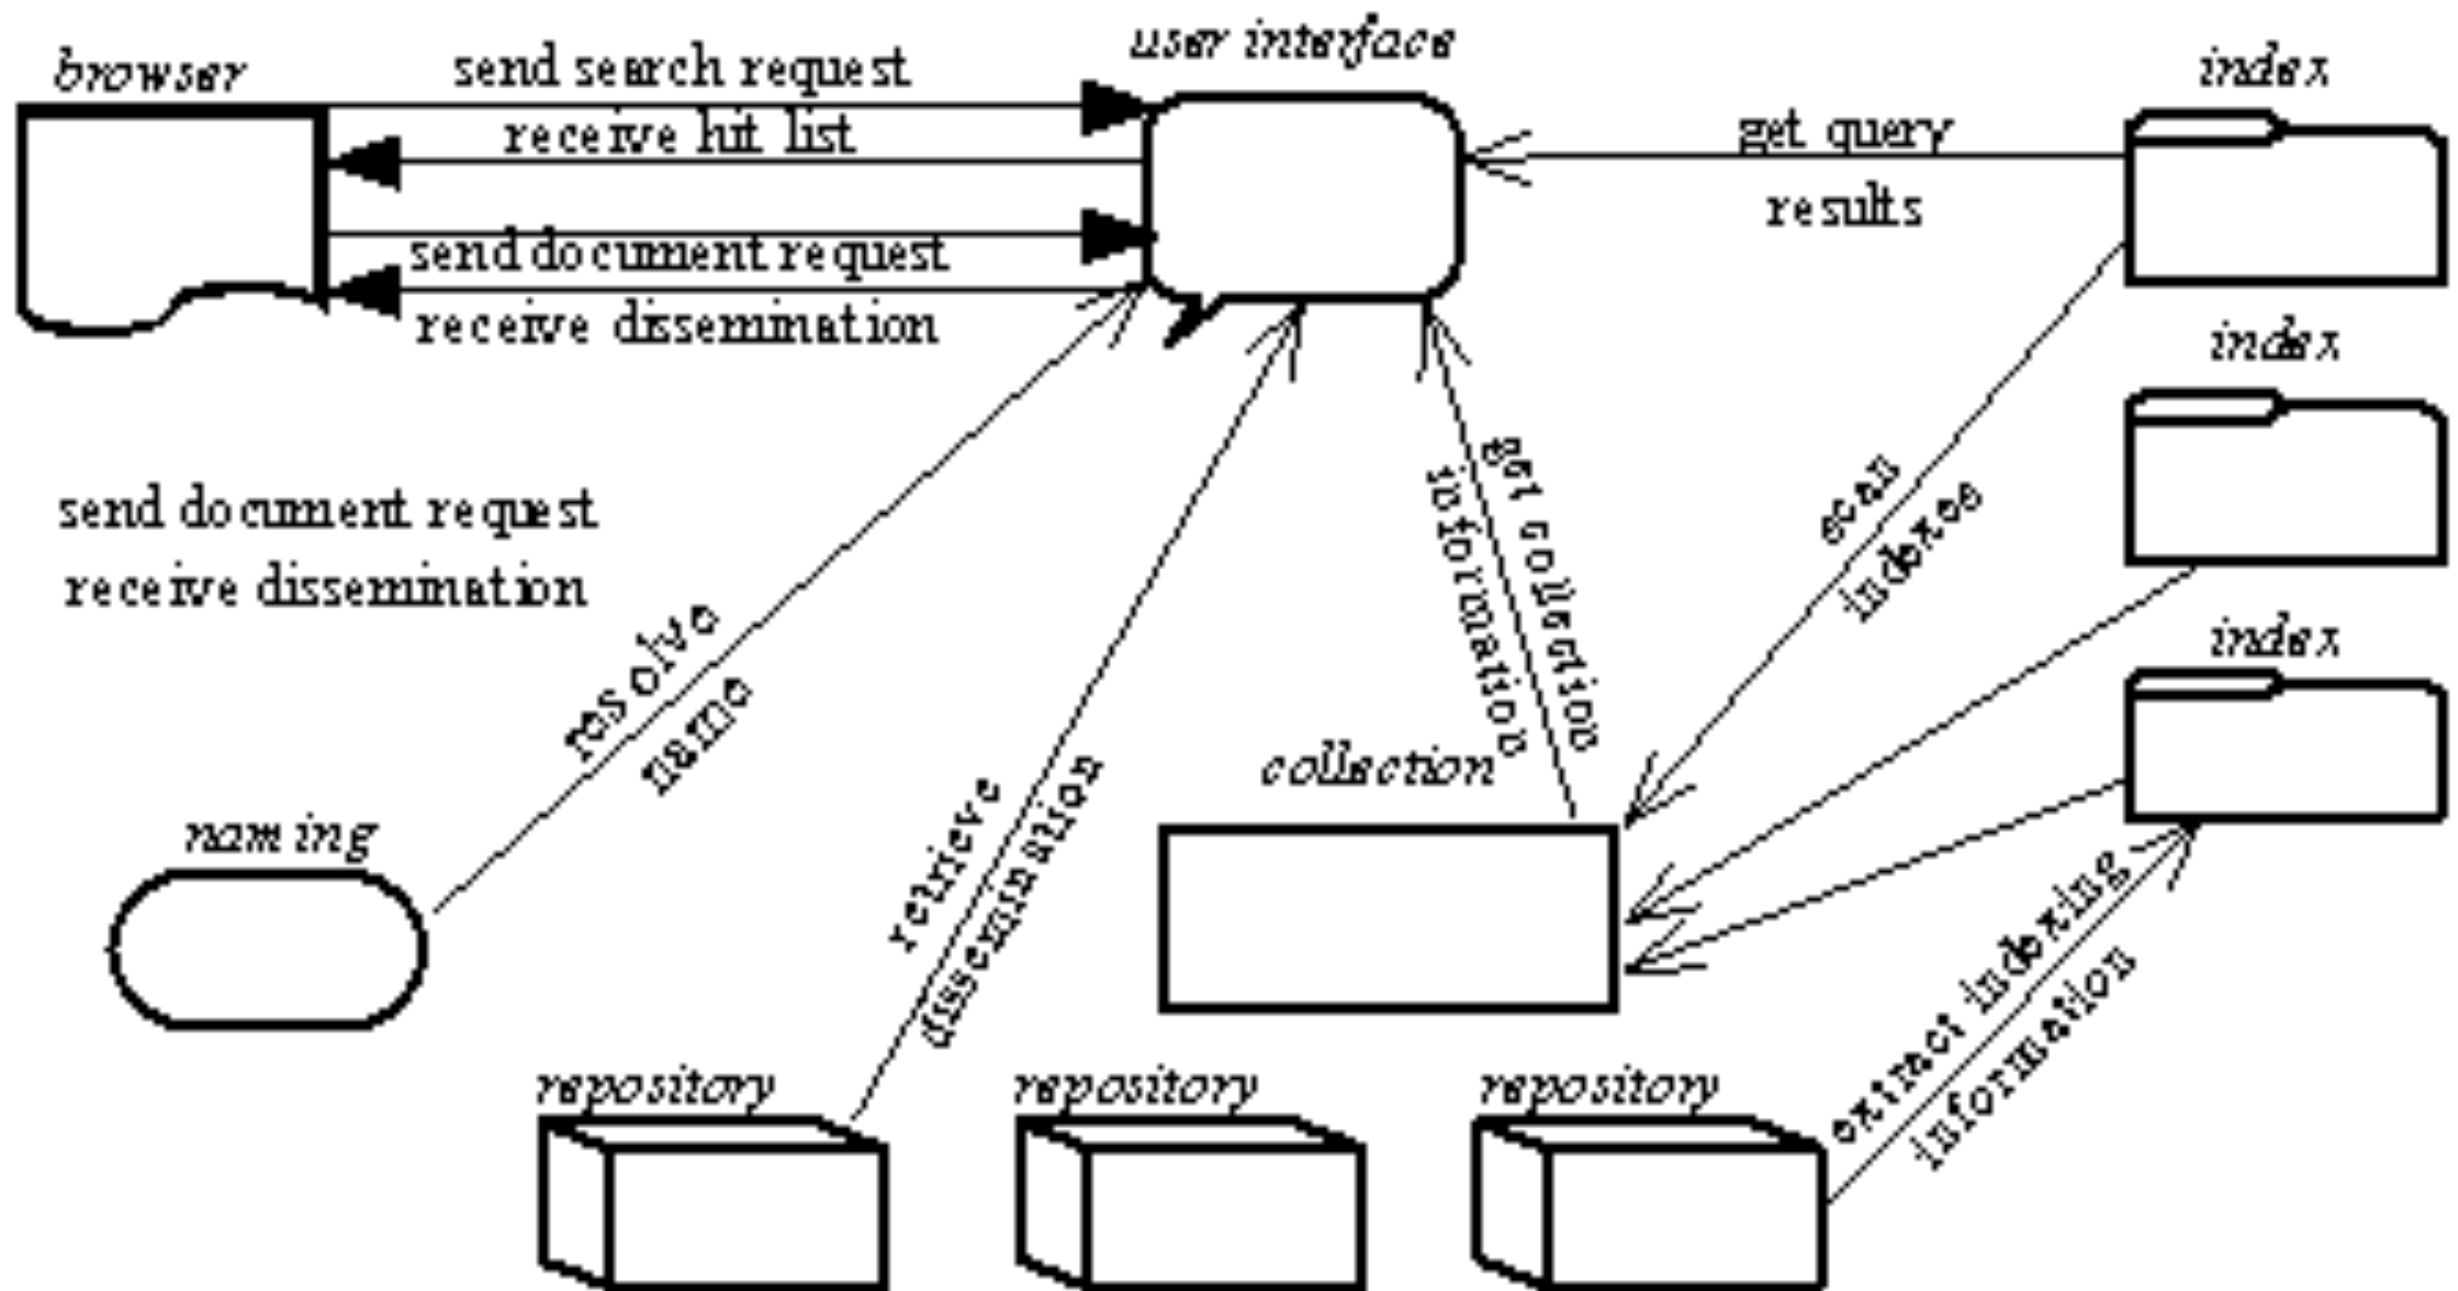 browser
send search request
receive hit list
send document request
receive dissemination
user interface
get query
results
index
index
index
send document request
receive dissemination
resolve
name
naming
retrieve
dissemination
get collection
information
collection
scan
indexes
extract indexing
information
repository
repository
repository